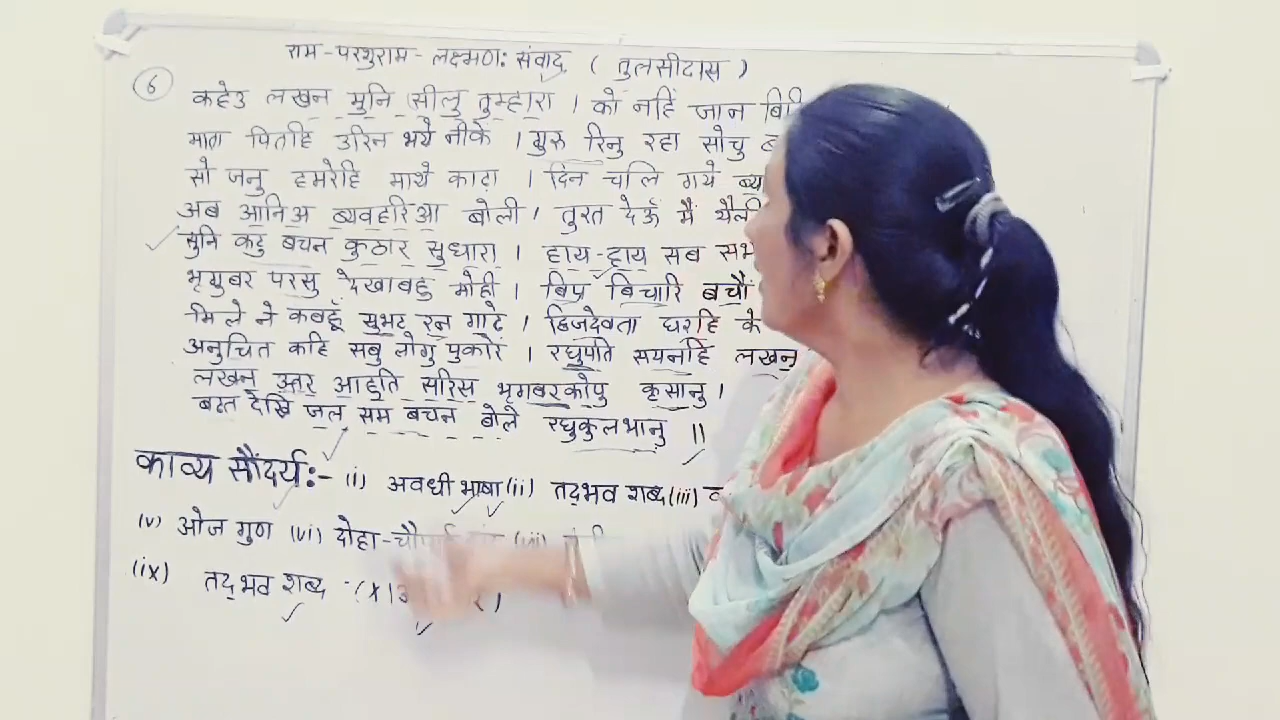 राम-परशुराम-लक्ष्मण: संवाद ( तुलसीदास )
6 कहेउ लखन मुनि सीलु तुम्हारा । को नहिं जान
माता पितहि उरिन भये नीके । गुरु रिनु रहा सोचु
सो जनु हमरेहि माथे काढ़ा । दिन चलि गये
अब आनिअ ब्यवहरिआ बोली । तुरत देऊँ मैं थैली
सुनि कटु बचन कुठार सुधारा । हाय-हाय सब
भृगुबर परसु देखाबहु मोही । बिप्र बिचारि बचौं
मिले ने कबहूँ सुभट रन गाढ़े । द्विजदेवता घरहि के
अनुचित कहि सबु लोगु पुकारे । रघुपति सयनहि लखनु
लखन उतर आहुति सरिस भृगुबरकोपु कृसानु ।
बढ़त देखि जल सम बचन बोले रघुकुलभानु ॥
काव्य सौंदर्य:- (i) अवधी भाषा (ii) तद्भव शब्द (iii)
(v) ओज गुण (vi) दोहा-
(ix) तद्भव शब्द (x)